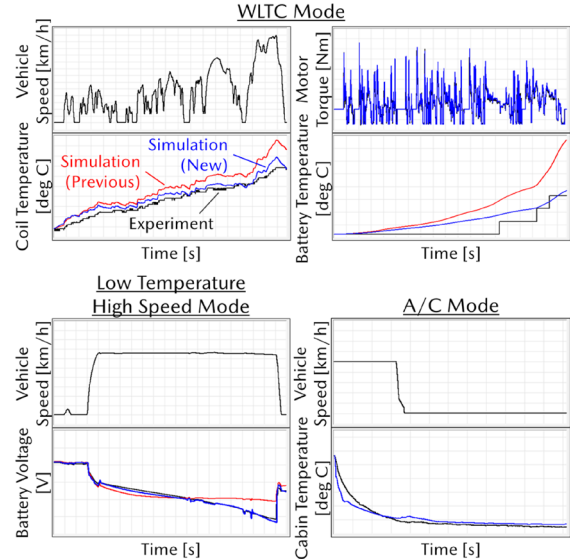 WLTC Mode
Vehicle
Speed [km/h]
Motor
Torque [Nm]
Coil Temperature
[deg C]
Simulation
(Previous)
Simulation
(New)
Experiment
Battery Temperature
[deg C]
Time [s]
Time [s]
Low Temperature
High Speed Mode
A/C Mode
Vehicle
Speed [km/h]
Vehicle
Speed [km/h]
Battery Voltage
[V]
Cabin Temperature
[deg C]
Time [s]
Time [s]